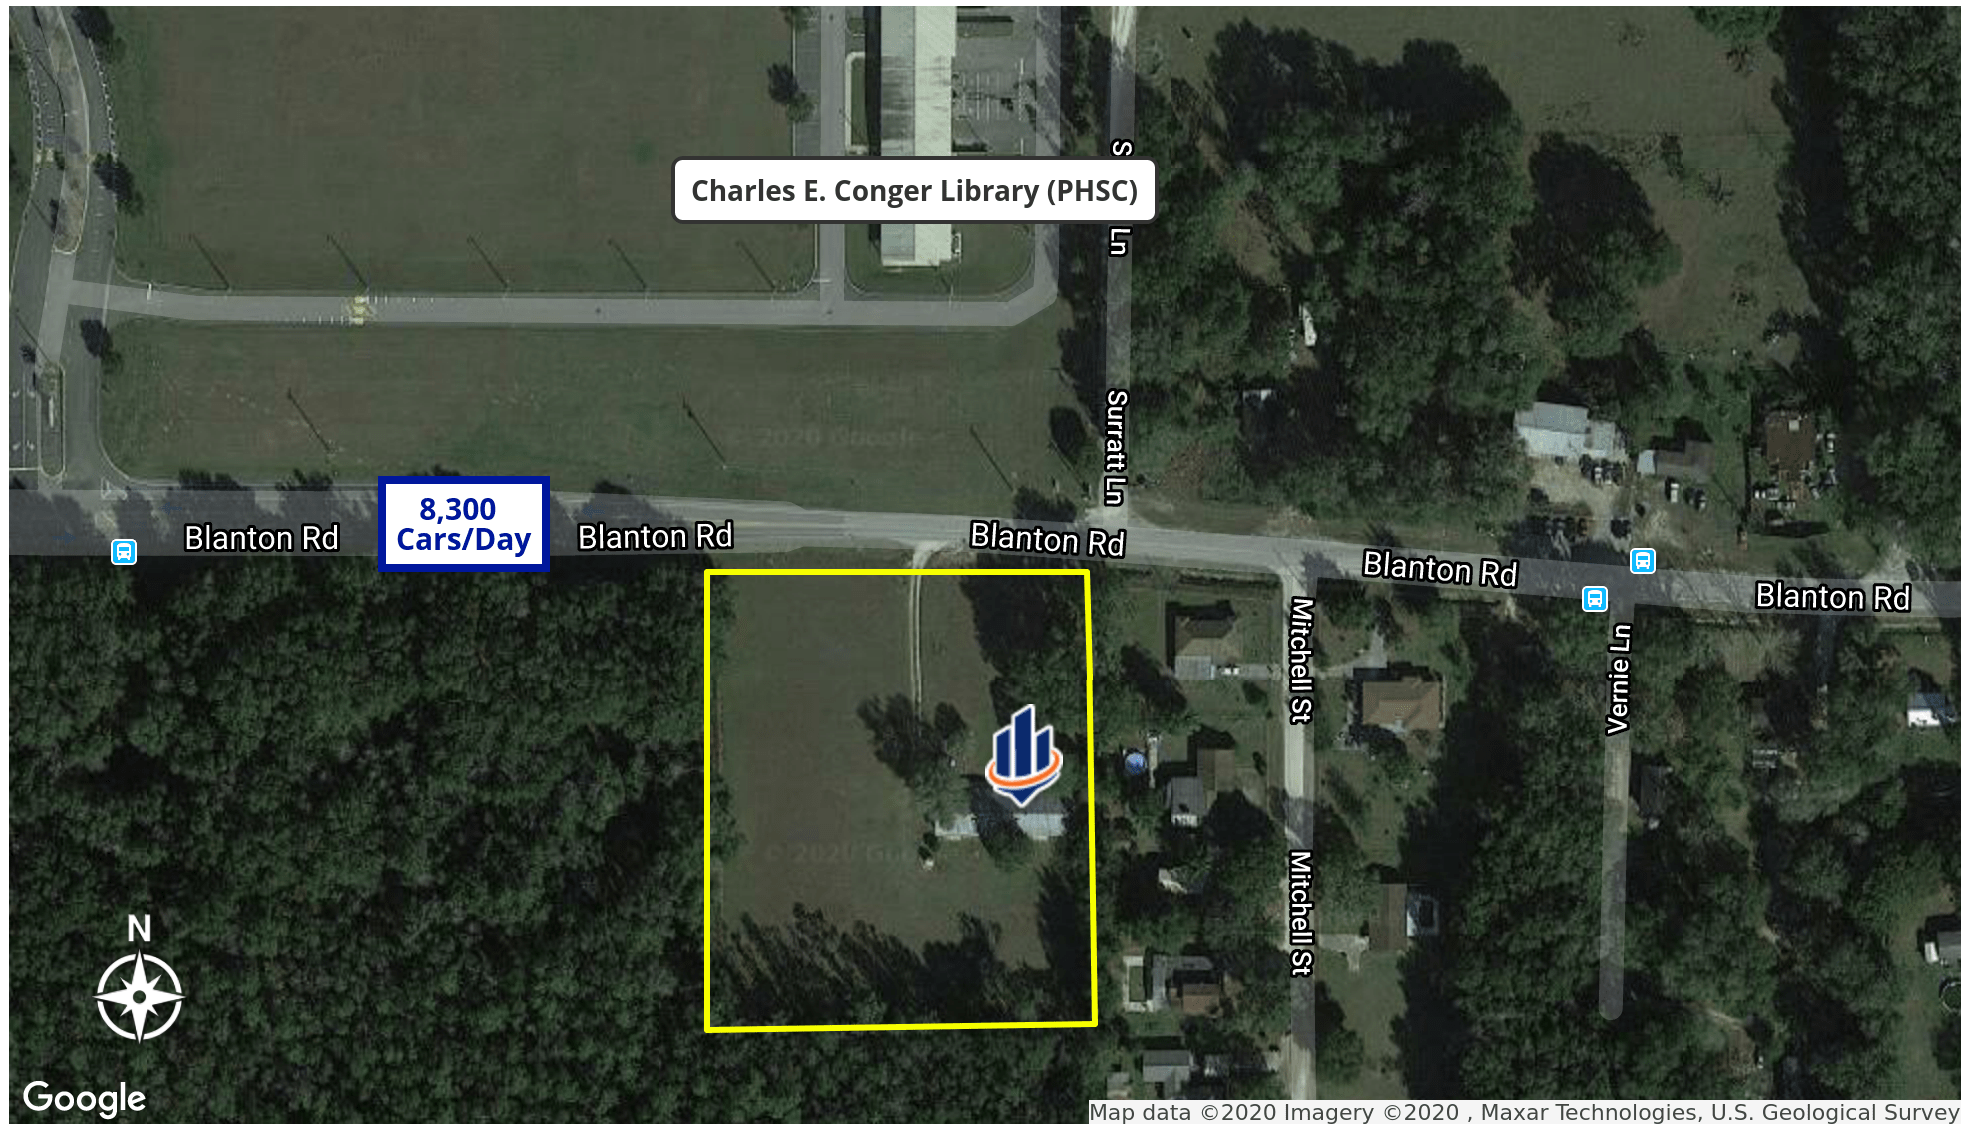 S
Charles E. Conger Library (PHSC)
Ln
Surratt Ln
8,300
Cars/Day
Blanton Rd
Blanton Rd
Blanton Rd
Blanton Rd
Blanton Rd
Mitchell St
Vernie Ln
Mitchell St
N
Google
Map data ©2020 Imagery ©2020 , Maxar Technologies, U.S. Geological Survey